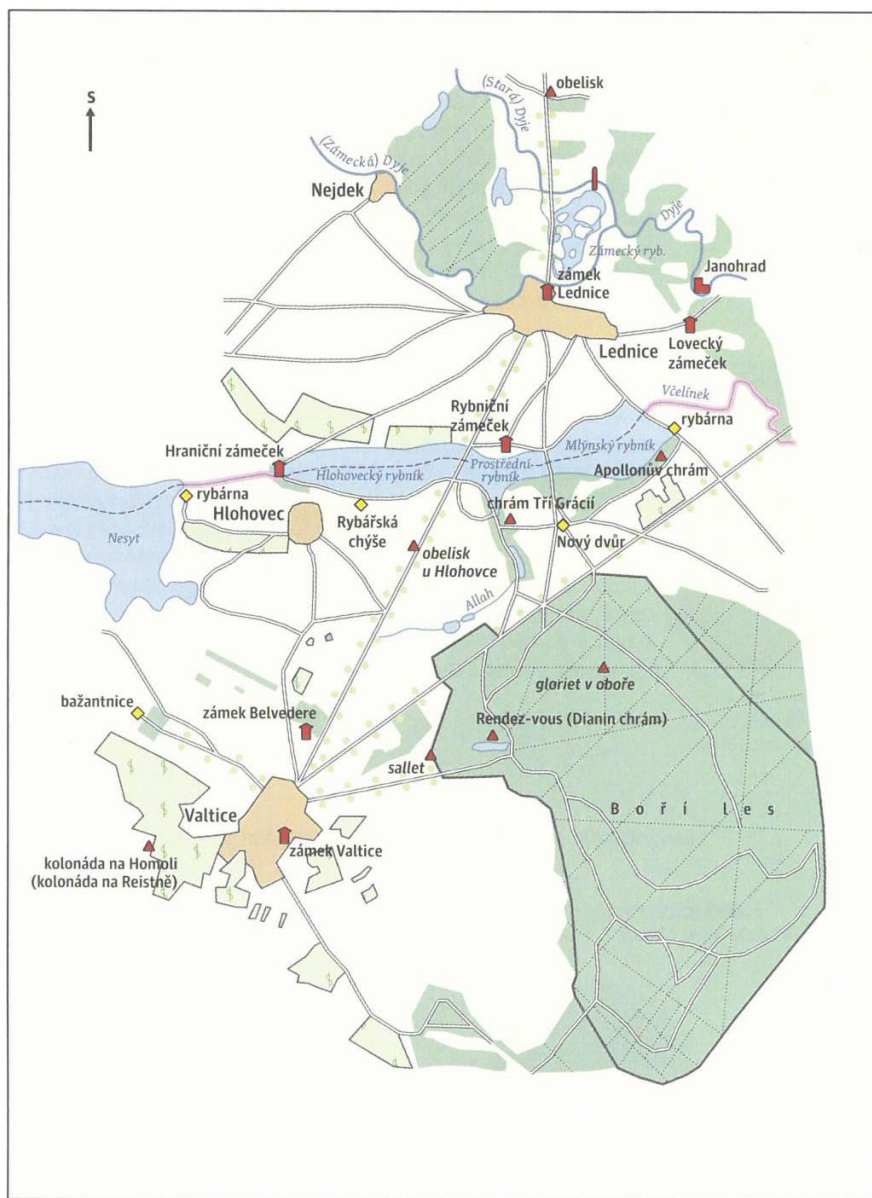 obelisk
(Stará) Dyje
S
(Zámecká) Dyje
Nejdek
Dyje
Zámecký ryb.
Janohrad
zámek
Lednice
Lednice
Lovecký
zámeček
Včelínek
Rybniční
zámeček
rybárna
Mlýnský rybník
Hraniční zámeček
Prostřední
rybník
Apollonův chrám
Hlohovecký rybník
rybárna
Hlohovec
Rybářská
chýše
chrám Tří Grácií
Nový dvůr
Nesyt
obelisk
u Hlohovce
Allah
gloriet v oboře
bažantnice
zámek Belvedere
Rendez-vous (Dianin chrám)
sallet
Valtice
Boří les
zámek Valtice
kolonáda na Homoli
(kolonáda na Reistně)